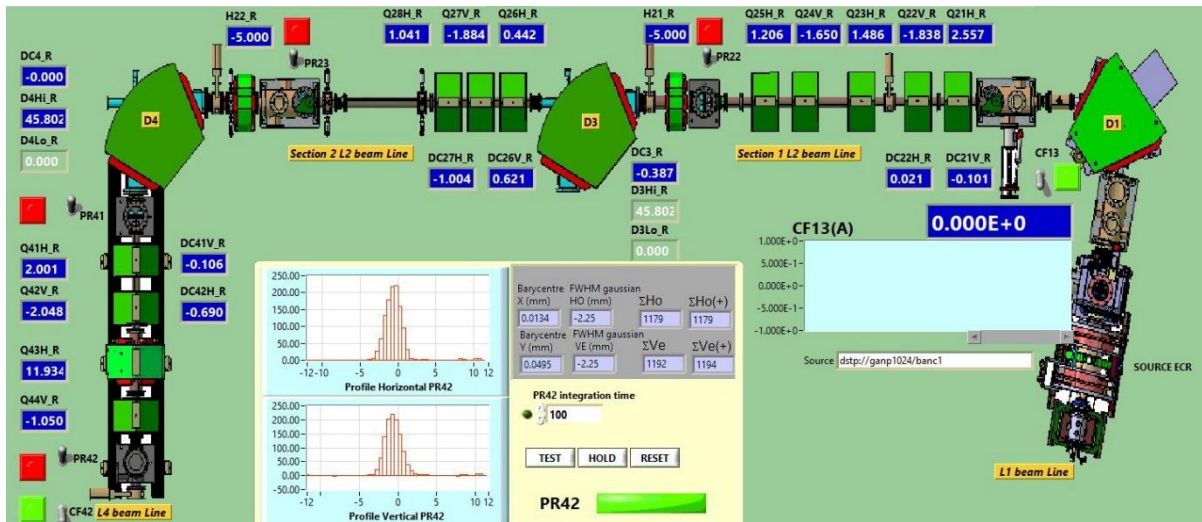 H22_R
-5.000
PR23
Q28H_R Q27V_R Q26H_R
1.041 -1.884 0.442
H21_R
-5.000
PR22
Q25H_R Q24V_R Q23H_R Q22V_R Q21H_R
1.206 -1.650 1.486 -1.838 2.557
DC4_R
-0.000
D4Hi_R
45.802
D4Lo_R
0.000
D4
D3
D1
Section 2 L2 beam Line
Section 1 L2 beam Line
DC27H_R DC26V_R
-1.004 0.621
DC3_R
-0.387
D3Hi_R
45.802
D3Lo_R
0.000
DC22H_R DC21V_R
0.021 -0.101
CF13
PR41
Q41H_R
2.001
Q42V_R
-2.048
Q43H_R
11.934
Q44V_R
-1.050
PR42
CF42
L4 beam Line
DC41V_R
-0.106
DC42H_R
-0.690
CF13(A)
0.000E+0
1.000E+0
5.000E-1
0.000E+0
-5.000E-1
-1.000E+0
Source dstp://ganp1024/banc1
SOURCE ECR
L1 beam Line
250.00
200.00
150.00
100.00
50.00
0.00
-12 -10 -5 0 5 10 12
Profile Horizontal PR42
250.00
200.00
150.00
100.00
50.00
0.00
-50.00
-12 -10 -5 0 5 10 12
Profile Vertical PR42
Barycentre FWHM gaussian
X (mm) HO (mm) ΣHo ΣHo(+)
0.0134 -2.25 1179 1179
Barycentre FWHM gaussian
Y (mm) VE (mm) ΣVe ΣVe(+)
0.0495 -2.25 1192 1194
PR42 integration time
100
TEST HOLD RESET
PR42